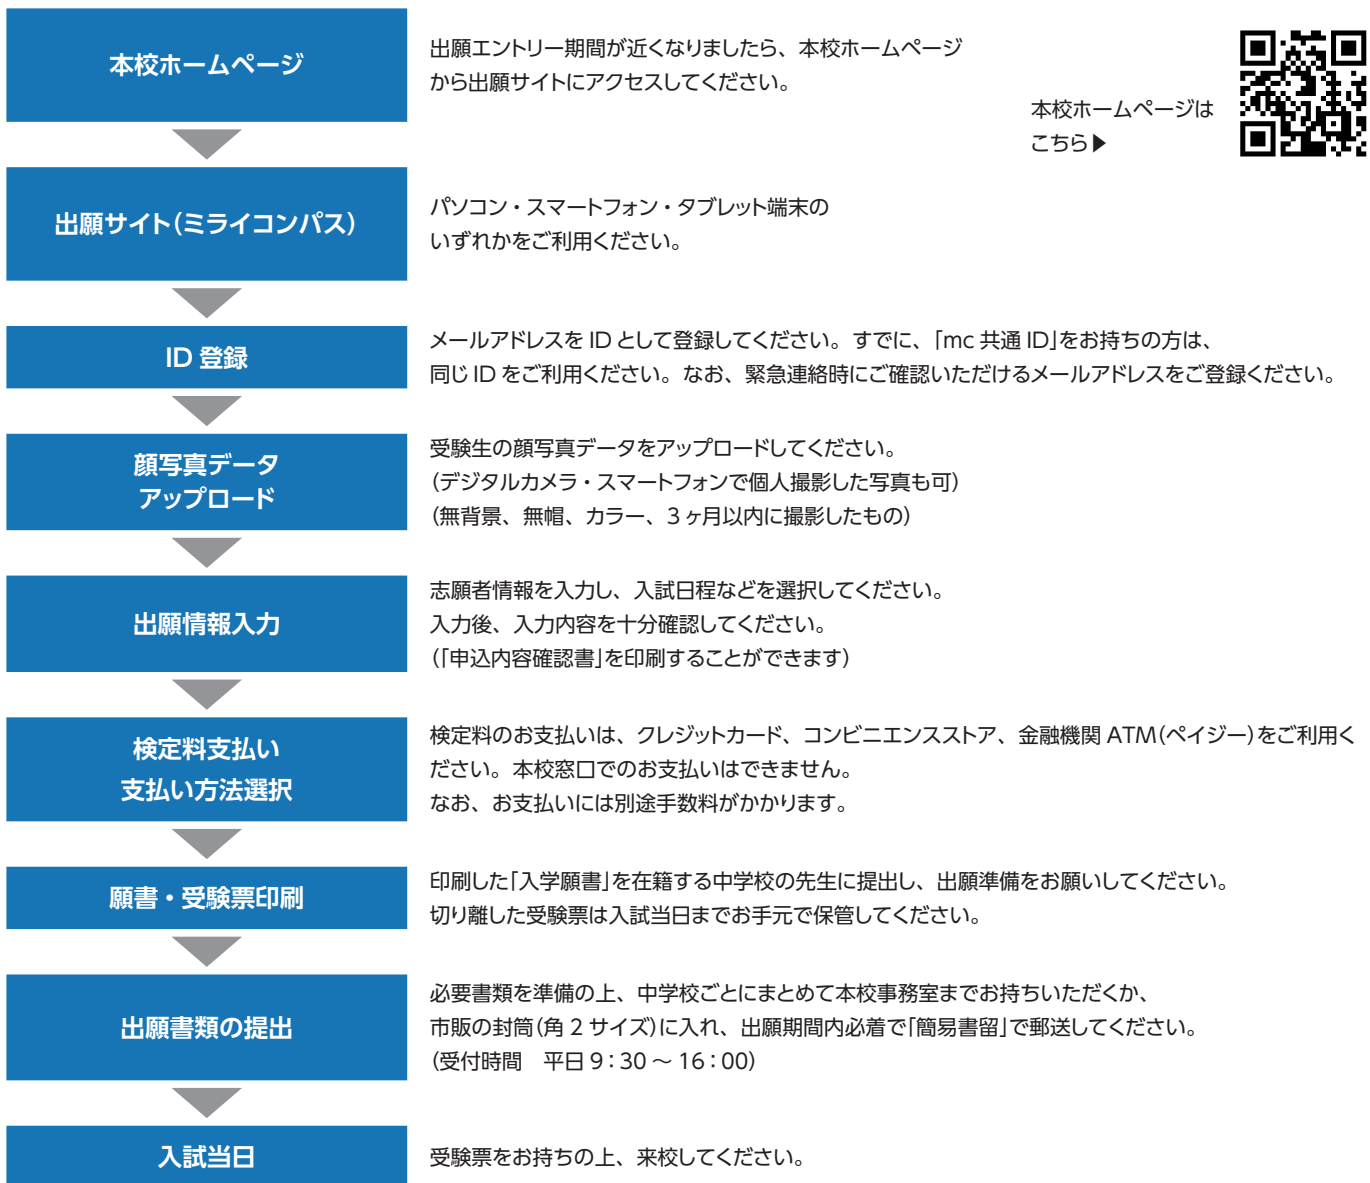 本校ホームページ
出願エントリー期間が近くなりましたら、本校ホームページ
から出願サイトにアクセスしてください。
本校ホームページは
こちら▶
出願サイト(ミライコンパス)
パソコン・スマートフォン・タブレット端末の
いずれかをご利用ください。
ID 登録
メールアドレスを ID として登録してください。すでに、「mc 共通 ID」をお持ちの方は、
同じ ID をご利用ください。なお、緊急連絡時にご確認いただけるメールアドレスをご登録ください。
顔写真データ
アップロード
受験生の顔写真データをアップロードしてください。
(デジタルカメラ・スマートフォンで個人撮影した写真も可)
(無背景、無帽、カラー、3 ヶ月以内に撮影したもの)
出願情報入力
志願者情報を入力し、入試日程などを選択してください。
入力後、入力内容を十分確認してください。
(「申込内容確認書」を印刷することができます)
検定料支払い
支払い方法選択
検定料のお支払いは、クレジットカード、コンビニエンスストア、金融機関 ATM(ペイジー)をご利用く
ださい。本校窓口でのお支払いはできません。
なお、お支払いには別途手数料がかかります。
願書・受験票印刷
印刷した「入学願書」を在籍する中学校の先生に提出し、出願準備をお願いしてください。
切り離した受験票は入試当日までお手元で保管してください。
出願書類の提出
必要書類を準備の上、中学校ごとにまとめて本校事務室までお持ちいただくか、
市販の封筒(角 2 サイズ)に入れ、出願期間内必着で「簡易書留」で郵送してください。
(受付時間　平日 9:30 〜 16:00)
入試当日
受験票をお持ちの上、来校してください。